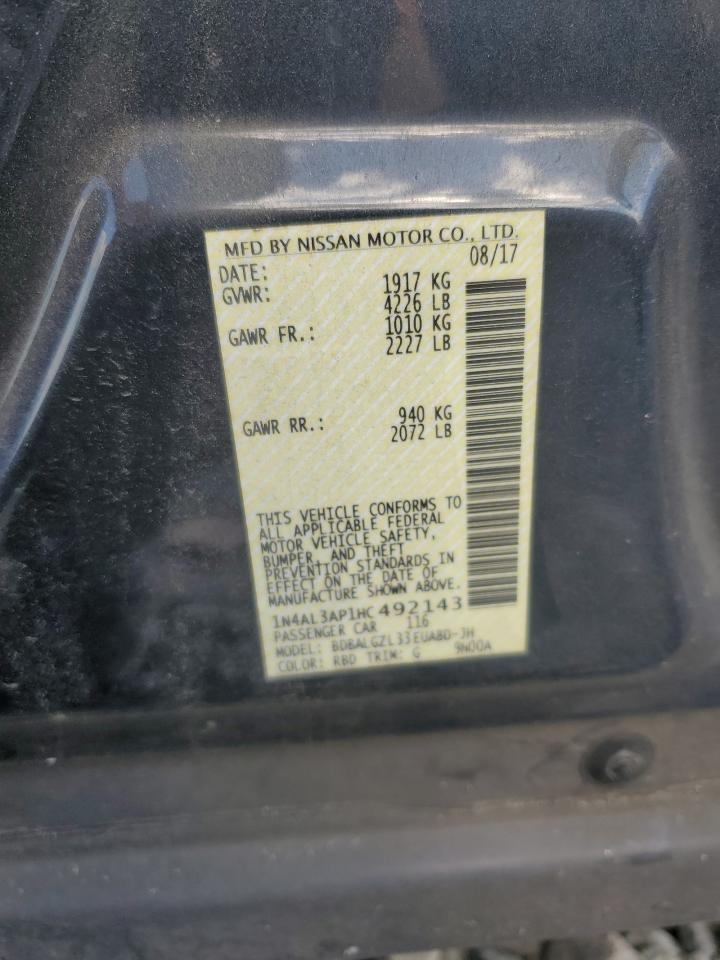 MFD BY NISSAN MOTOR CO., LTD.
DATE: 08/17
GVWR: 1917 KG
4226 LB
GAWR FR.: 1010 KG
2227 LB
GAWR RR.: 940 KG
2072 LB
THIS VEHICLE CONFORMS TO
ALL APPLICABLE FEDERAL
MOTOR VEHICLE SAFETY,
BUMPER, AND THEFT
PREVENTION STANDARDS IN
EFFECT ON THE DATE OF
MANUFACTURE SHOWN ABOVE.
1N4AL3AP1HC492143
PASSENGER CAR 116
MODEL: BDBALGZL33EUA8D-JH
COLOR: RBD TRIM: G 9N00A